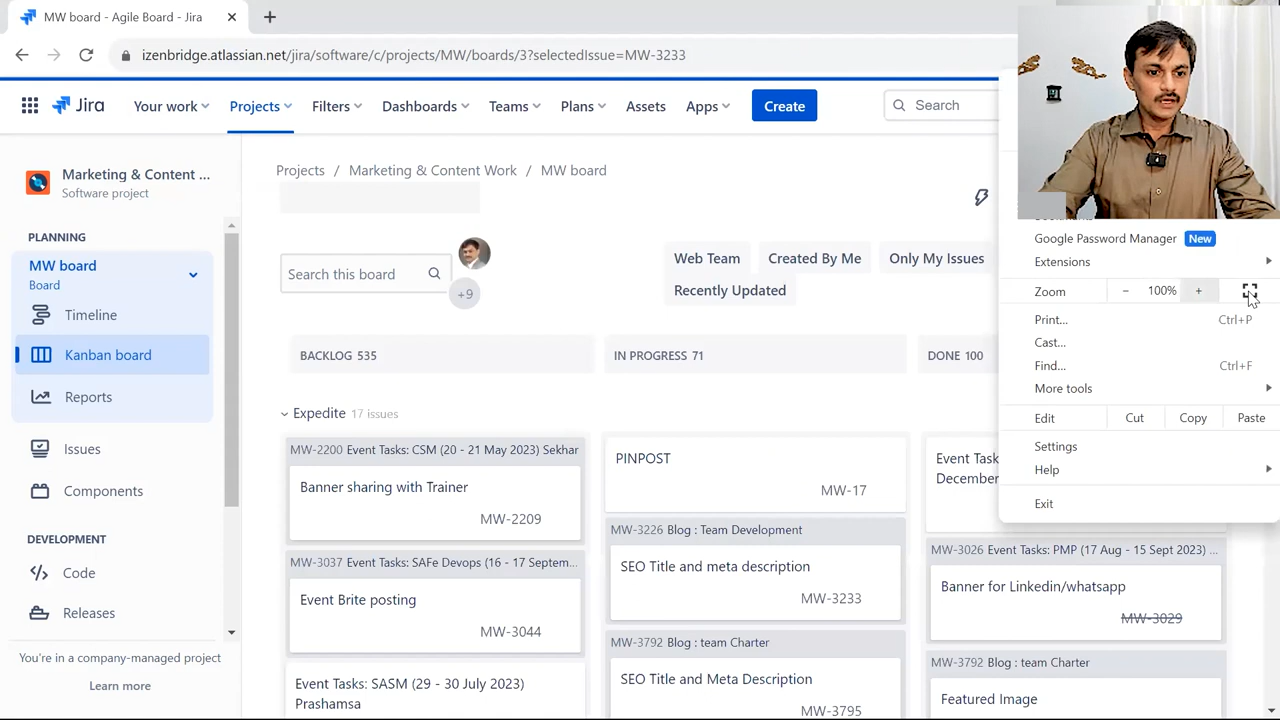 MW board - Agile Board - Jira
izenbridge.atlassian.net/jira/software/c/projects/MW/boards/3?selectedIssue=MW-3233
Jira
Your work
Projects
Filters
Dashboards
Teams
Plans
Assets
Apps
Create
Search
Marketing & Content ...
Software project
PLANNING
MW board
Board
Timeline
Kanban board
Reports
Issues
Components
DEVELOPMENT
Code
Releases
You're in a company-managed project
Learn more
Projects / Marketing & Content Work / MW board
Search this board
+9
Web Team
Created By Me
Only My Issues
Recently Updated
BACKLOG 535
IN PROGRESS 71
DONE 100
Expedite 17 issues
MW-2200 Event Tasks: CSM (20 - 21 May 2023) Sekhar
Banner sharing with Trainer
MW-2209
MW-3037 Event Tasks: SAFe Devops (16 - 17 Septem...
Event Brite posting
MW-3044
Event Tasks: SASM (29 - 30 July 2023)
Prashamsa
PINPOST
MW-17
MW-3226 Blog : Team Development
SEO Title and meta description
MW-3233
MW-3792 Blog : team Charter
SEO Title and Meta Description
MW-3795
Event Task
December
MW-3026 Event Tasks: PMP (17 Aug - 15 Sept 2023) ...
Banner for Linkedin/whatsapp
MW-3029
MW-3792 Blog : team Charter
Featured Image
Google Password Manager New
Extensions
Zoom - 100% +
Print... Ctrl+P
Cast...
Find... Ctrl+F
More tools
Edit Cut Copy Paste
Settings
Help
Exit